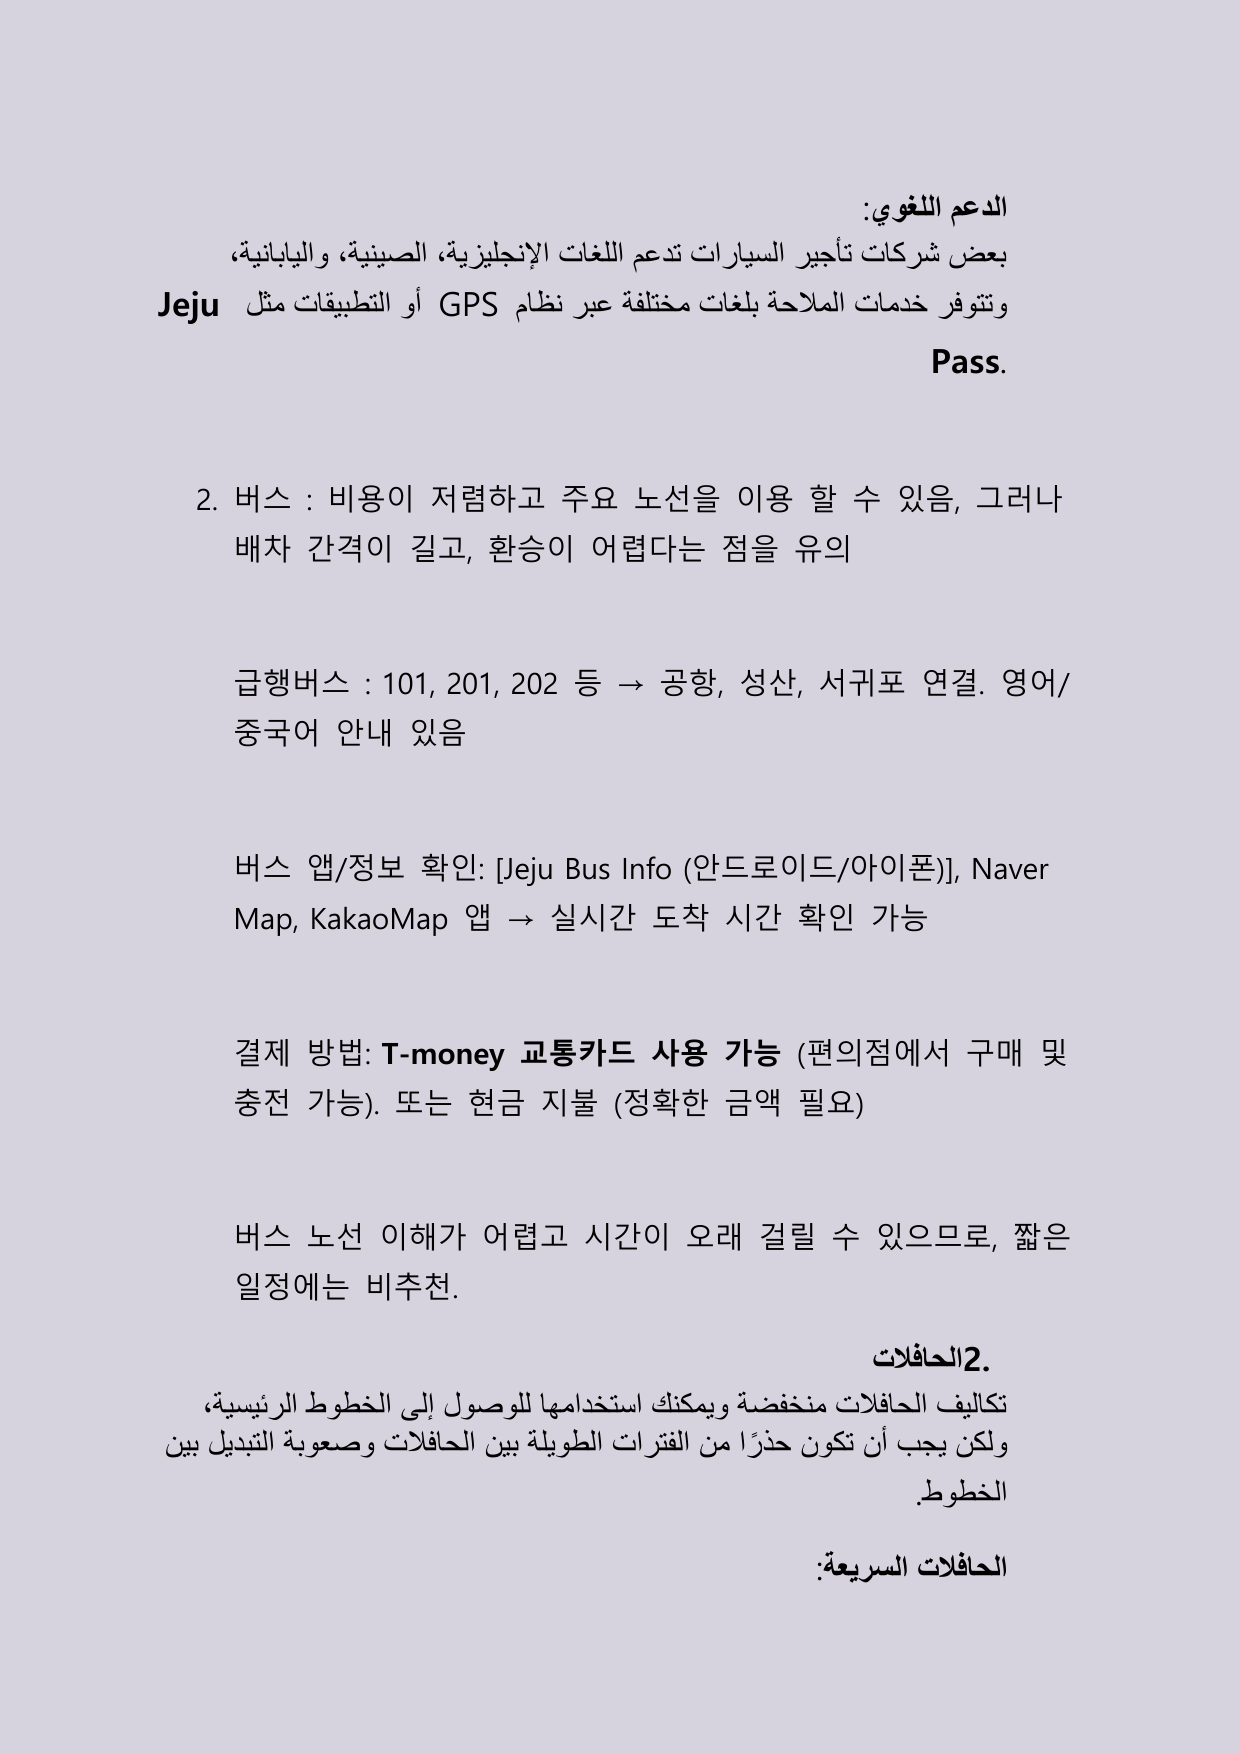 الدعم اللغوي:
بعض شركات تأجير السيارات تدعم اللغات الإنجليزية، الصينية، واليابانية،
وتتوفر خدمات الملاحة بلغات مختلفة عبر نظام GPS أو التطبيقات مثل Jeju
Pass.
2. 버스 : 비용이 저렴하고 주요 노선을 이용 할 수 있음, 그러나
배차 간격이 길고, 환승이 어렵다는 점을 유의
급행버스 : 101, 201, 202 등 → 공항, 성산, 서귀포 연결. 영어/
중국어 안내 있음
버스 앱/정보 확인: [Jeju Bus Info (안드로이드/아이폰)], Naver
Map, KakaoMap 앱 → 실시간 도착 시간 확인 가능
결제 방법: T-money 교통카드 사용 가능 (편의점에서 구매 및
충전 가능). 또는 현금 지불 (정확한 금액 필요)
버스 노선 이해가 어렵고 시간이 오래 걸릴 수 있으므로, 짧은
일정에는 비추천.
.2الحافلات
تكاليف الحافلات منخفضة ويمكنك استخدامها للوصول إلى الخطوط الرئيسية،
ولكن يجب أن تكون حذرًا من الفترات الطويلة بين الحافلات وصعوبة التبديل بين
الخطوط.
الحافلات السريعة: